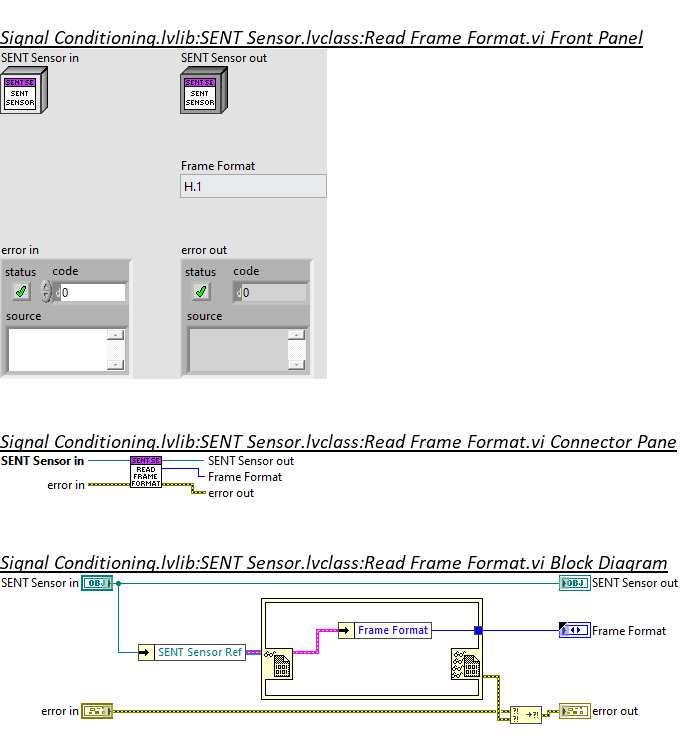 Signal Conditioning.lvlib:SENT Sensor.lvclass:Read Frame Format.vi Front Panel
SENT Sensor in
SENT Sensor out
SENT SE
SENT
SENSOR
SENT SE
SENT
SENSOR
Frame Format
H.1
error in
error out
status
code
status
code
d0
d0
source
source
Signal Conditioning.lvlib:SENT Sensor.lvclass:Read Frame Format.vi Connector Pane
SENT Sensor in
SENT SE
READ
FRAME
FORMAT
SENT Sensor out
Frame Format
error in
error out
Signal Conditioning.lvlib:SENT Sensor.lvclass:Read Frame Format.vi Block Diagram
SENT Sensor in
OBJ
OBJ
SENT Sensor out
Frame Format
Frame Format
SENT Sensor Ref
error in
?!
?!
?!
error out